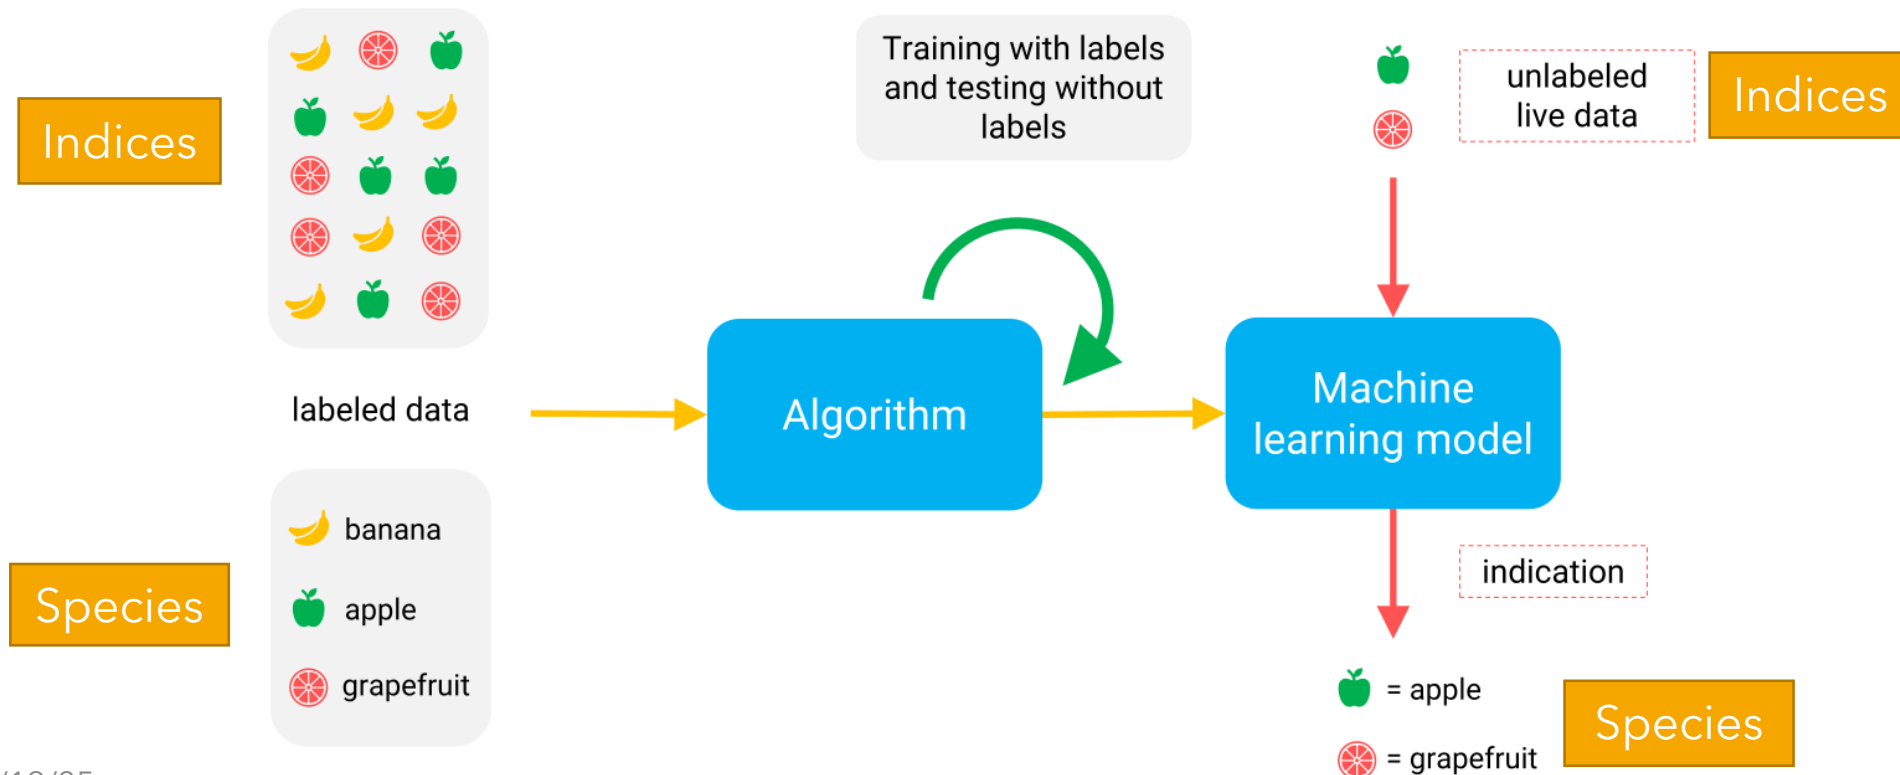 Indices
labeled data
Species
banana
apple
grapefruit
Training with labels
and testing without
labels
Algorithm
unlabeled
live data
Indices
Machine
learning model
indication
= apple
= grapefruit
Species